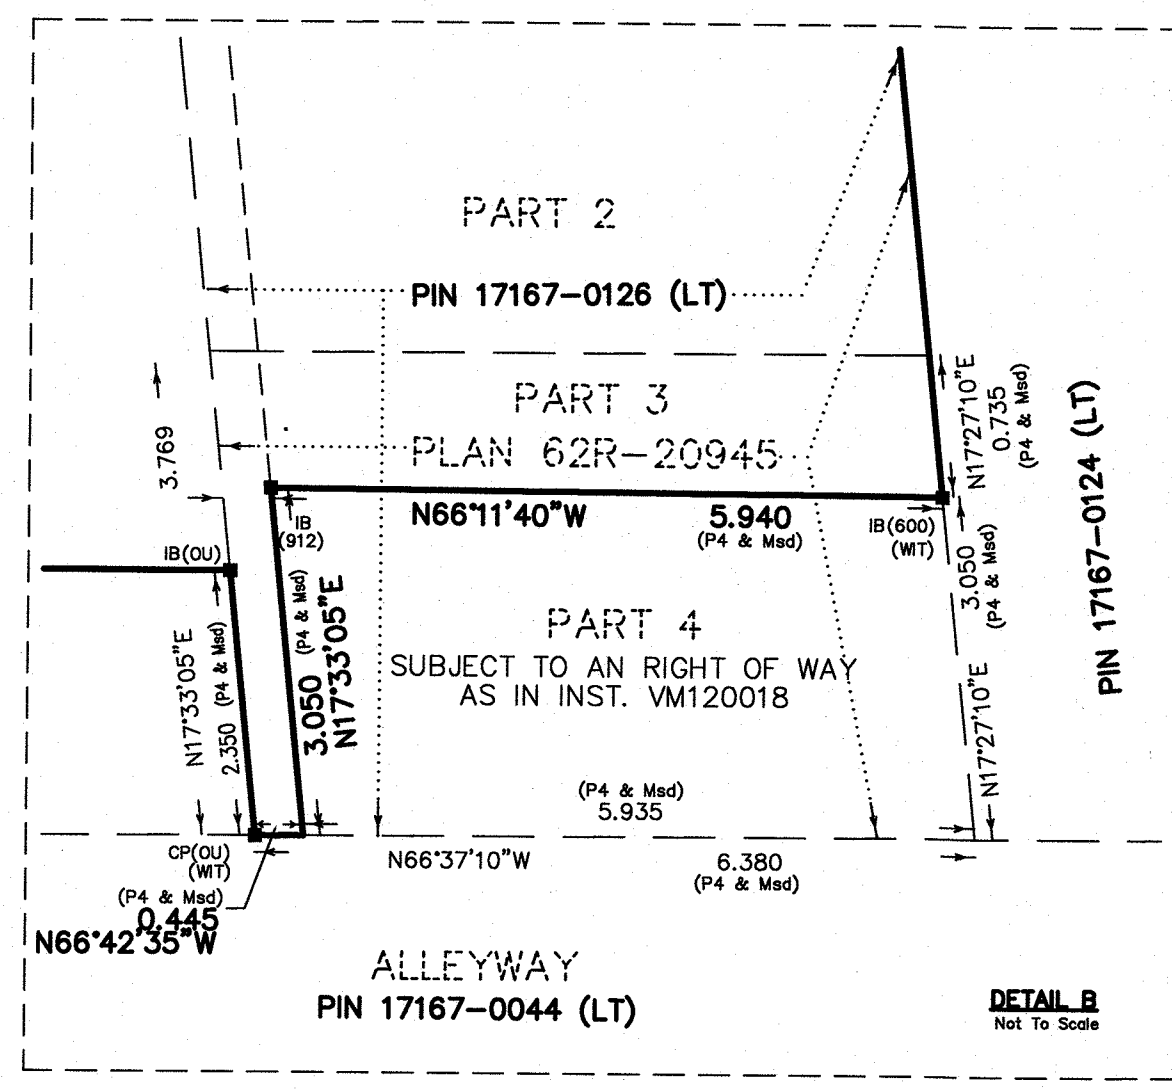 PART 2
PIN 17167-0126 (LT)
PART 3
PLAN 62R-20945
3.769
N17°27'10"E
0.735
(P4 & Msd)
PIN 17167-0124 (LT)
IB
(912)
N66°11'40"W
5.940
(P4 & Msd)
IB(600)
(WIT)
IB(OU)
3.050
(P4 & Msd)
N17°33'05"E
2.350 (P4 & Msd)
3.050 (P4 & Msd)
N17°33'05"E
PART 4
SUBJECT TO AN RIGHT OF WAY
AS IN INST. VM120018
N17°27'10"E
(P4 & Msd)
5.935
CP(OU)
(WIT)
N66°37'10"W
6.380
(P4 & Msd)
(P4 & Msd)
0.445
N66°42'35"W
ALLEYWAY
PIN 17167-0044 (LT)
DETAIL B
Not To Scale